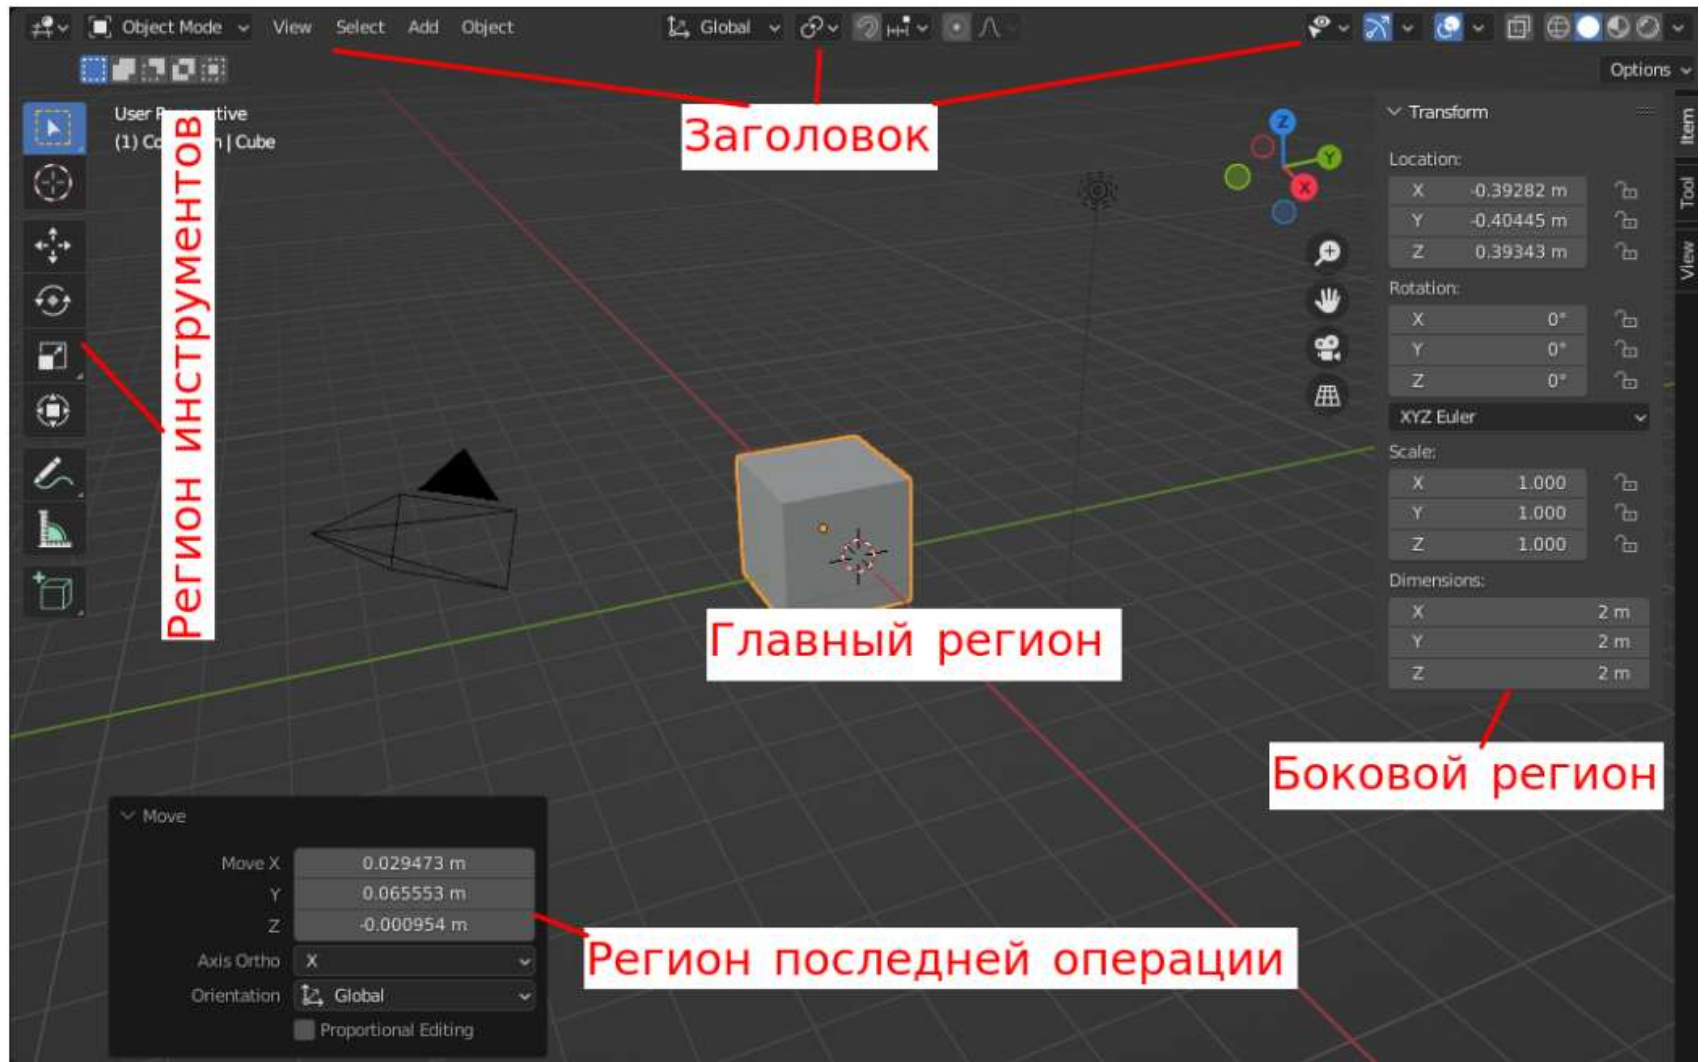 Object Mode View Select Add Object Global
Options
User P tive
(1) Co n | Cube
Заголовок
Регион инструментов
Z
Y
X
Transform
Location:
X -0.39282 m
Y -0.40445 m
Z 0.39343 m
Rotation:
X 0°
Y 0°
Z 0°
XYZ Euler
Scale:
X 1.000
Y 1.000
Z 1.000
Dimensions:
X 2 m
Y 2 m
Z 2 m
Item
Tool
View
Главный регион
Боковой регион
Move
Move X 0.029473 m
Y 0.065553 m
Z -0.000954 m
Axis Ortho X
Orientation Global
Proportional Editing
Регион последней операции